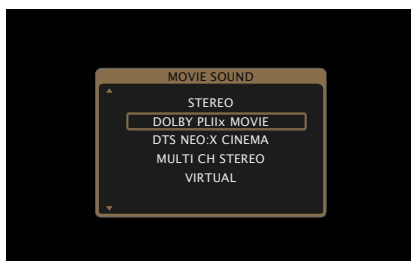 MOVIE SOUND
STEREO
DOLBY PLIIx MOVIE
DTS NEO:X CINEMA
MULTI CH STEREO
VIRTUAL